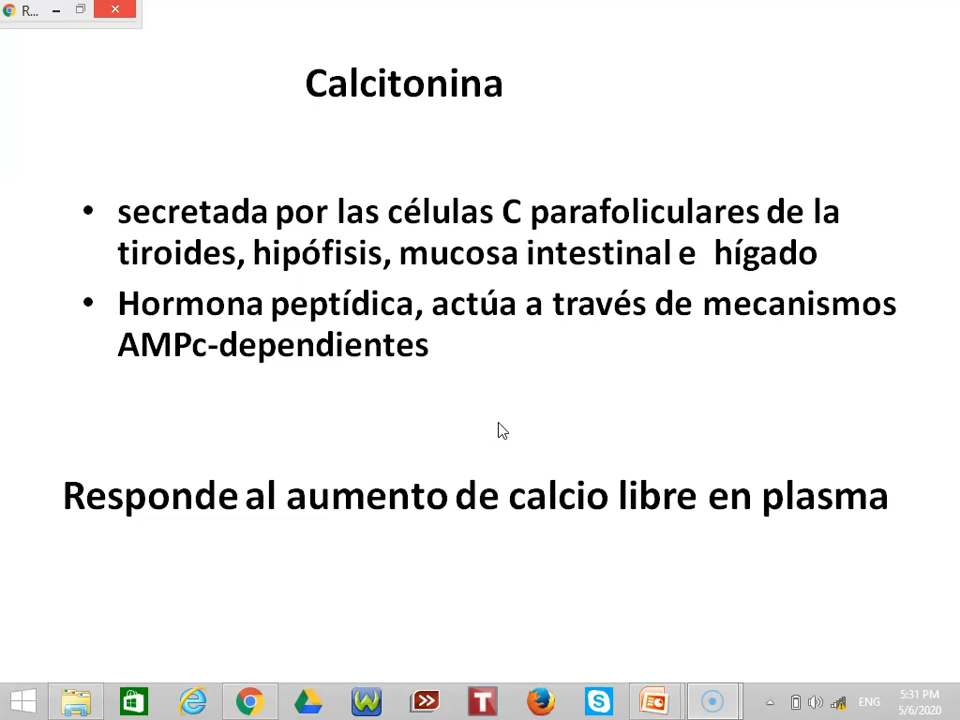 R...
Calcitonina
• secretada por las células C parafoliculares de la
tiroides, hipófisis, mucosa intestinal e hígado
• Hormona peptídica, actúa a través de mecanismos
AMPc-dependientes
Responde al aumento de calcio libre en plasma
ENG
5:31 PM
5/6/2020